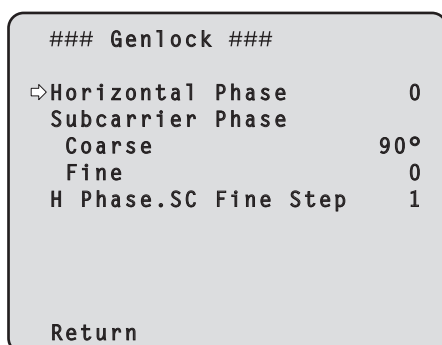 ### Genlock ###
⇨Horizontal Phase 0
Subcarrier Phase
Coarse 90°
Fine 0
H Phase.SC Fine Step 1
Return